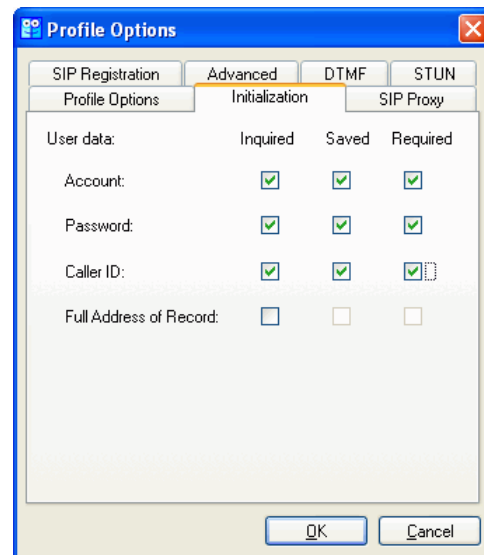 Profile Options
SIP Registration Advanced DTMF STUN
Profile Options Initialization SIP Proxy
User data: Inquired Saved Required
Account:
Password:
Caller ID:
Full Address of Record:
OK Cancel